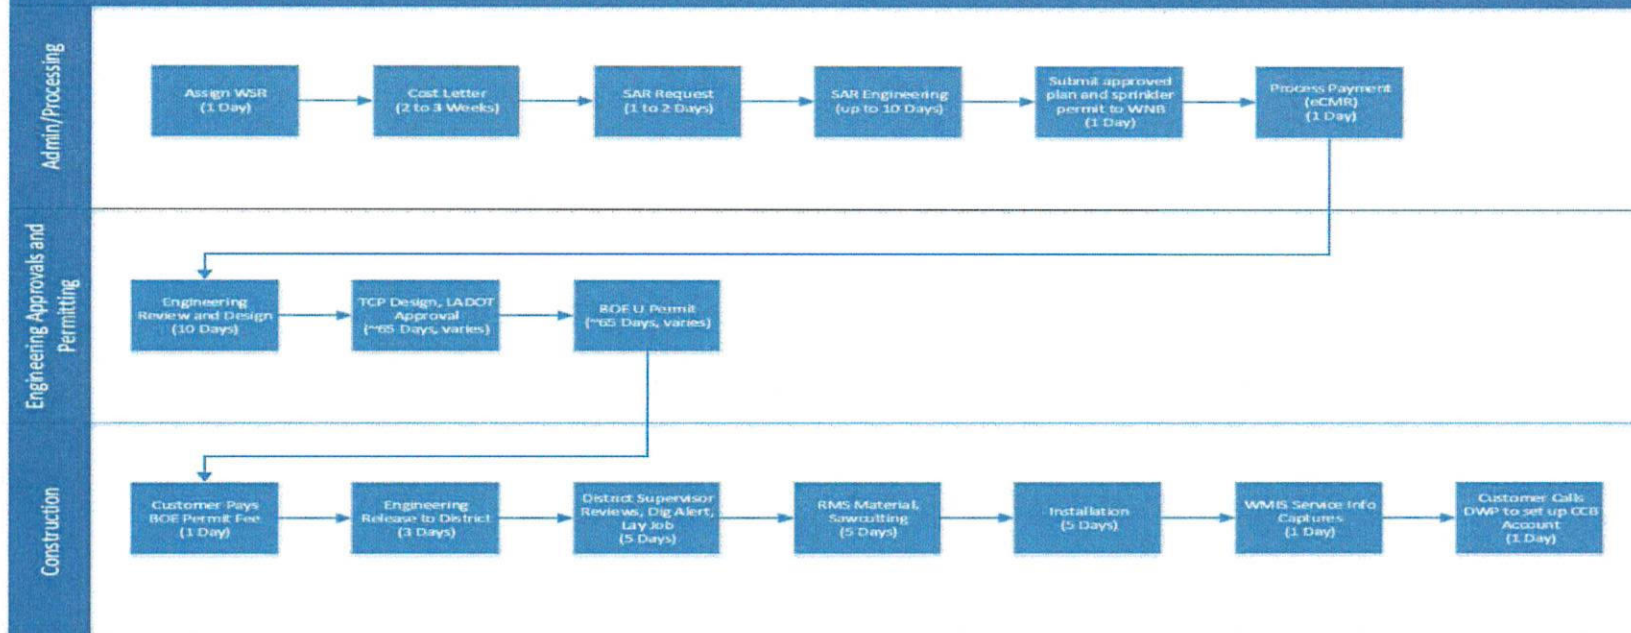 Admin/Processing
Assign WSR
(1 Day)
Cost Letter
(2 to 3 Weeks)
SAR Request
(1 to 2 Days)
SAR Engineering
(up to 10 Days)
Submit approved
plan and sprinkler
permit to WNB
(1 Day)
Process Payment
(eCMR)
(1 Day)
Engineering Approvals and
Permitting
Engineering
Review and Design
(10 Days)
TCP Design, LADOT
Approval
(~65 Days, varies)
BOE U Permit
(~65 Days, varies)
Construction
Customer Pays
BOE Permit Fee
(1 Day)
Engineering
Release to District
(3 Days)
District Supervisor
Reviews, Dig Alert,
Lay Job
(5 Days)
RMS Material,
Sawcutting
(5 Days)
Installation
(5 Days)
WMIS Service Info
Captures
(1 Day)
Customer Calls
DWP to set up CCB
Account
(1 Day)